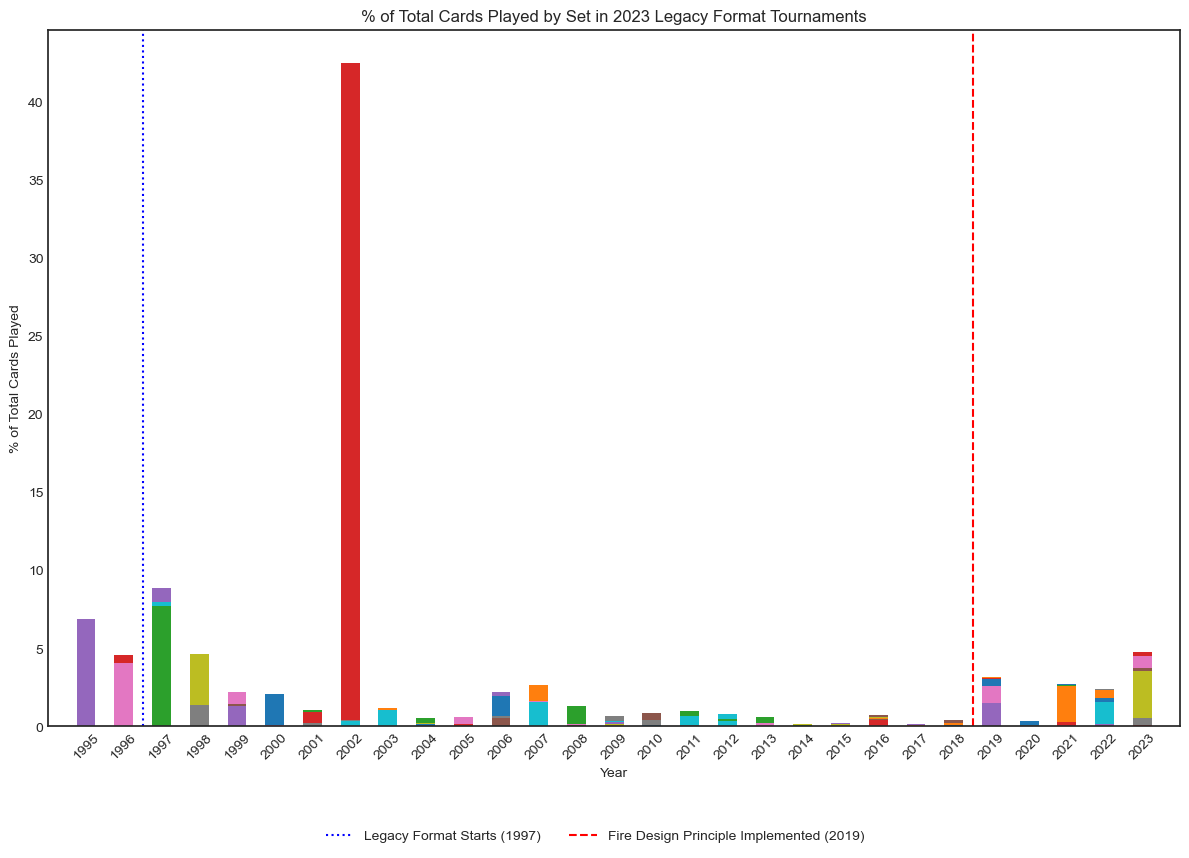 % of Total Cards Played by Set in 2023 Legacy Format Tournaments
% of Total Cards Played
40
35
30
25
20
15
10
5
0
1995 1996 1997 1998 1999 2000 2001 2002 2003 2004 2005 2006 2007 2008 2009 2010 2011 2012 2013 2014 2015 2016 2017 2018 2019 2020 2021 2022 2023
Year
Legacy Format Starts (1997) Fire Design Principle Implemented (2019)